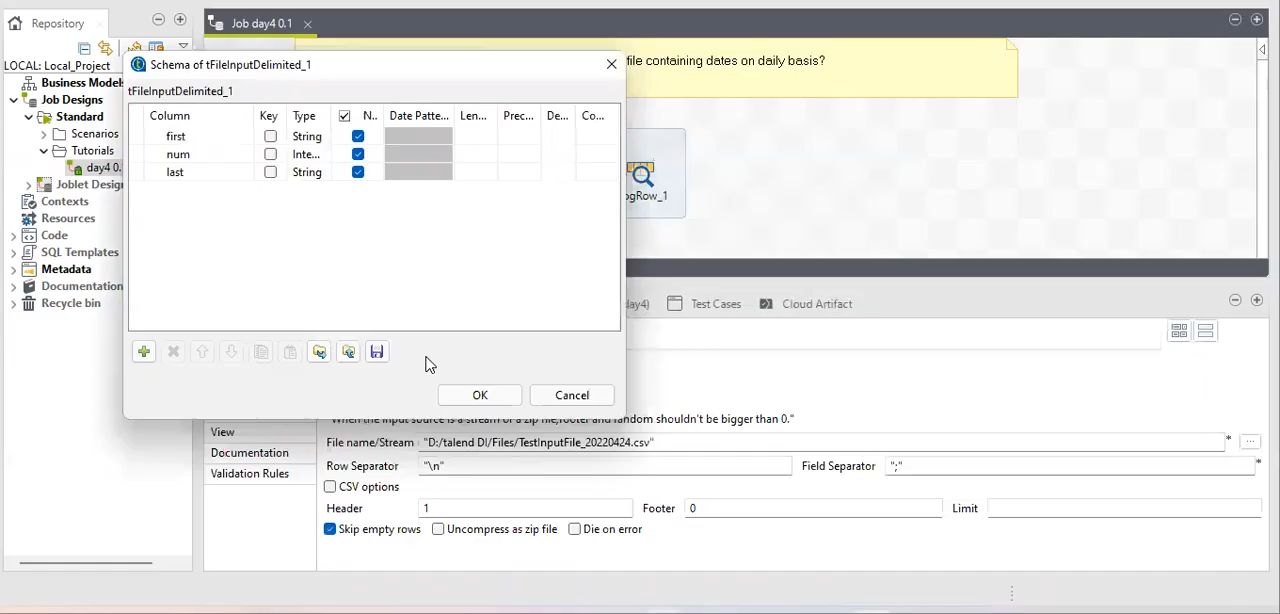 Repository
Job day4 0.1
LOCAL: Local_Project
Business Models
Job Designs
Standard
Scenarios
Tutorials
day4 0.
Joblet Desig
Contexts
Resources
Code
SQL Templates
Metadata
Documentation
Recycle bin
file containing dates on daily basis?
ogRow_1
Schema of tFileInputDelimited_1
tFileInputDelimited_1
Column Key Type N.. Date Patte... Len... Prec... De... Co...
first String
num Inte...
last String
OK Cancel
day4) Test Cases Cloud Artifact
View
Documentation
Validation Rules
"When the input source is a stream or a zip file,footer and random shouldn't be bigger than 0."
File name/Stream "D:/talend DI/Files/TestInputFile_20220424.csv" * ...
Row Separator "\n" Field Separator ";" *
CSV options
Header 1 Footer 0 Limit
Skip empty rows Uncompress as zip file Die on error